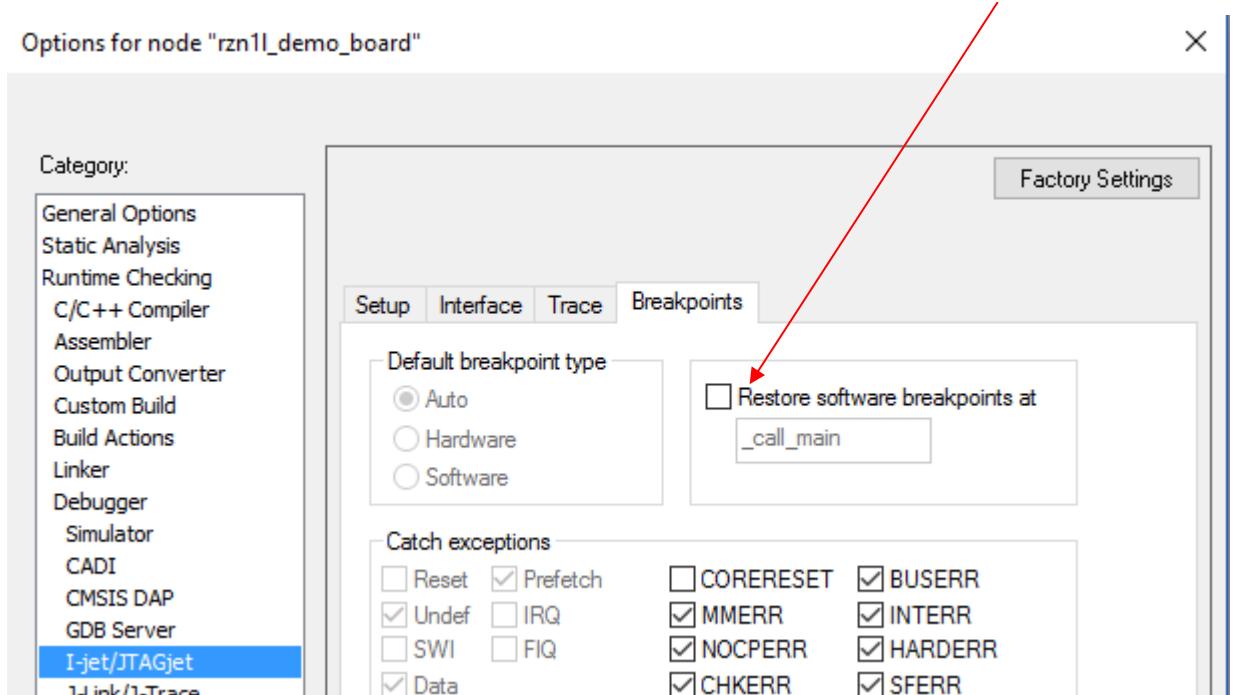 Options for node "rzn1l_demo_board"
Category:
Factory Settings
General Options
Static Analysis
Runtime Checking
C/C++ Compiler
Assembler
Output Converter
Custom Build
Build Actions
Linker
Debugger
Simulator
CADI
CMSIS DAP
GDB Server
I-jet/JTAGjet
J-Link/J-Trace
Setup Interface Trace Breakpoints
Default breakpoint type
Auto
Hardware
Software
Restore software breakpoints at
_call_main
Catch exceptions
Reset Prefetch CORERESET BUSERR
Undef IRQ MMERR INTERR
SWI FIQ NOCPERR HARDERR
Data CHKERR SFERR